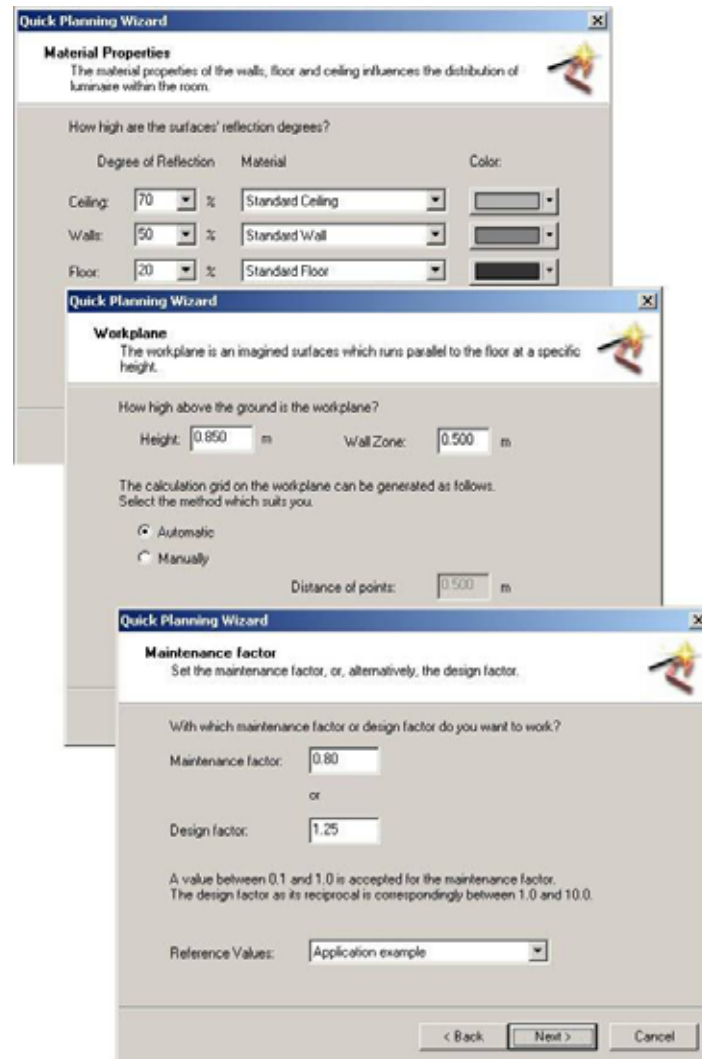 Quick Planning Wizard
Material Properties
The material properties of the walls, floor and ceiling influences the distribution of
luminaire within the room.
How high are the surfaces' reflection degrees?
Degree of Reflection Material Color:
Ceiling: 70 % Standard Ceiling
Walls: 50 % Standard Wall
Floor: 20 % Standard Floor
Quick Planning Wizard
Workplane
The workplane is an imagined surfaces which runs parallel to the floor at a specific
height.
How high above the ground is the workplane?
Height: 0.850 m Wall Zone: 0.500 m
The calculation grid on the workplane can be generated as follows.
Select the method which suits you.
Automatic
Manually
Distance of points: 0.500 m
Quick Planning Wizard
Maintenance factor
Set the maintenance factor, or, alternatively, the design factor.
With which maintenance factor or design factor do you want to work?
Maintenance factor: 0.80
or
Design factor: 1.25
A value between 0.1 and 1.0 is accepted for the maintenance factor.
The design factor as its reciprocal is correspondingly between 1.0 and 10.0.
Reference Values: Application example
< Back Next > Cancel